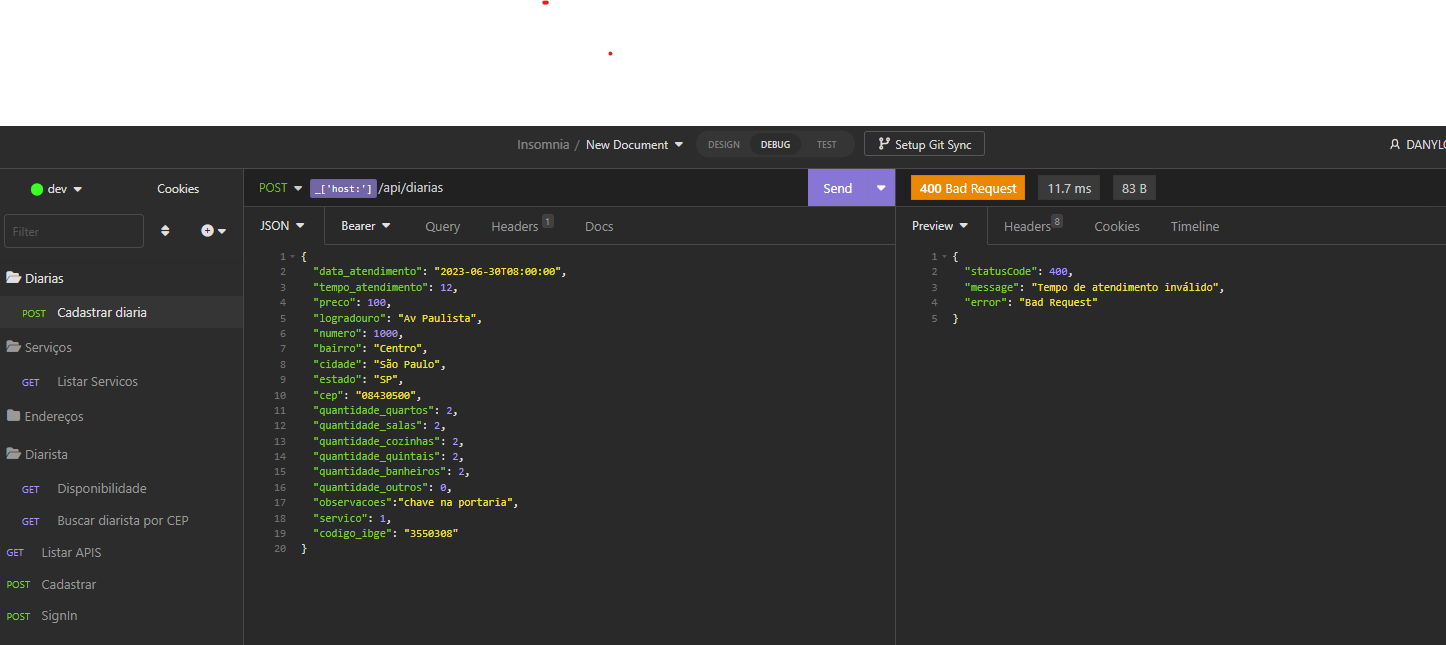 Insomnia / New Document
DESIGN DEBUG TEST
Setup Git Sync
DANYLO
dev
Cookies
Filter
Diarias
POST Cadastrar diaria
Serviços
GET Listar Servicos
Endereços
Diarista
GET Disponibilidade
GET Buscar diarista por CEP
GET Listar APIS
POST Cadastrar
POST SignIn
POST _['host:'] /api/diarias
Send
JSON Bearer Query Headers 1 Docs
1 {
2 "data_atendimento": "2023-06-30T08:00:00",
3 "tempo_atendimento": 12,
4 "preco": 100,
5 "logradouro": "Av Paulista",
6 "numero": 1000,
7 "bairro": "Centro",
8 "cidade": "São Paulo",
9 "estado": "SP",
10 "cep": "08430500",
11 "quantidade_quartos": 2,
12 "quantidade_salas": 2,
13 "quantidade_cozinhas": 2,
14 "quantidade_quintais": 2,
15 "quantidade_banheiros": 2,
16 "quantidade_outros": 0,
17 "observacoes":"chave na portaria",
18 "servico": 1,
19 "codigo_ibge": "3550308"
20 }
400 Bad Request 11.7 ms 83 B
Preview Headers 8 Cookies Timeline
1 {
2 "statusCode": 400,
3 "message": "Tempo de atendimento inválido",
4 "error": "Bad Request"
5 }